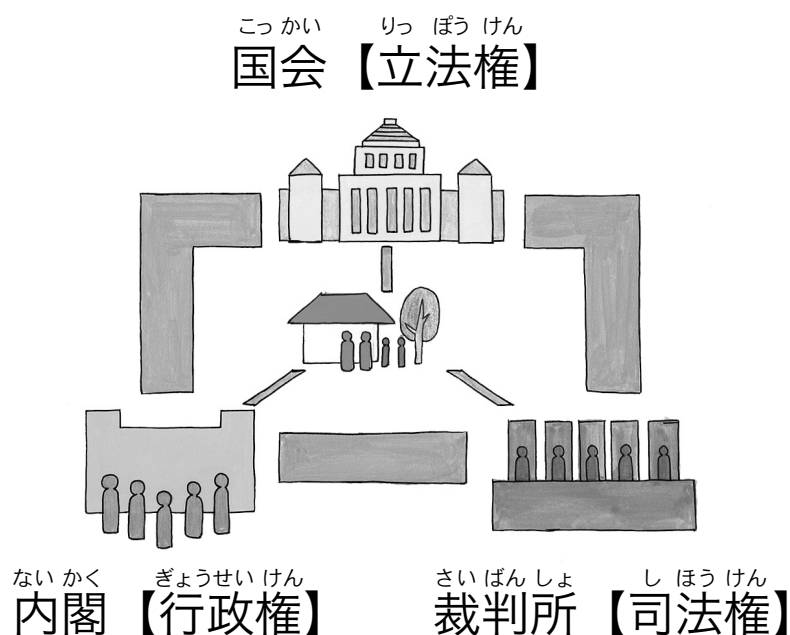 こっ かい りっ ぽう けん
国会【立法権】
ない かく ぎょうせい けん
内閣【行政権】
さい ばん しょ し ほう けん
裁判所【司法権】